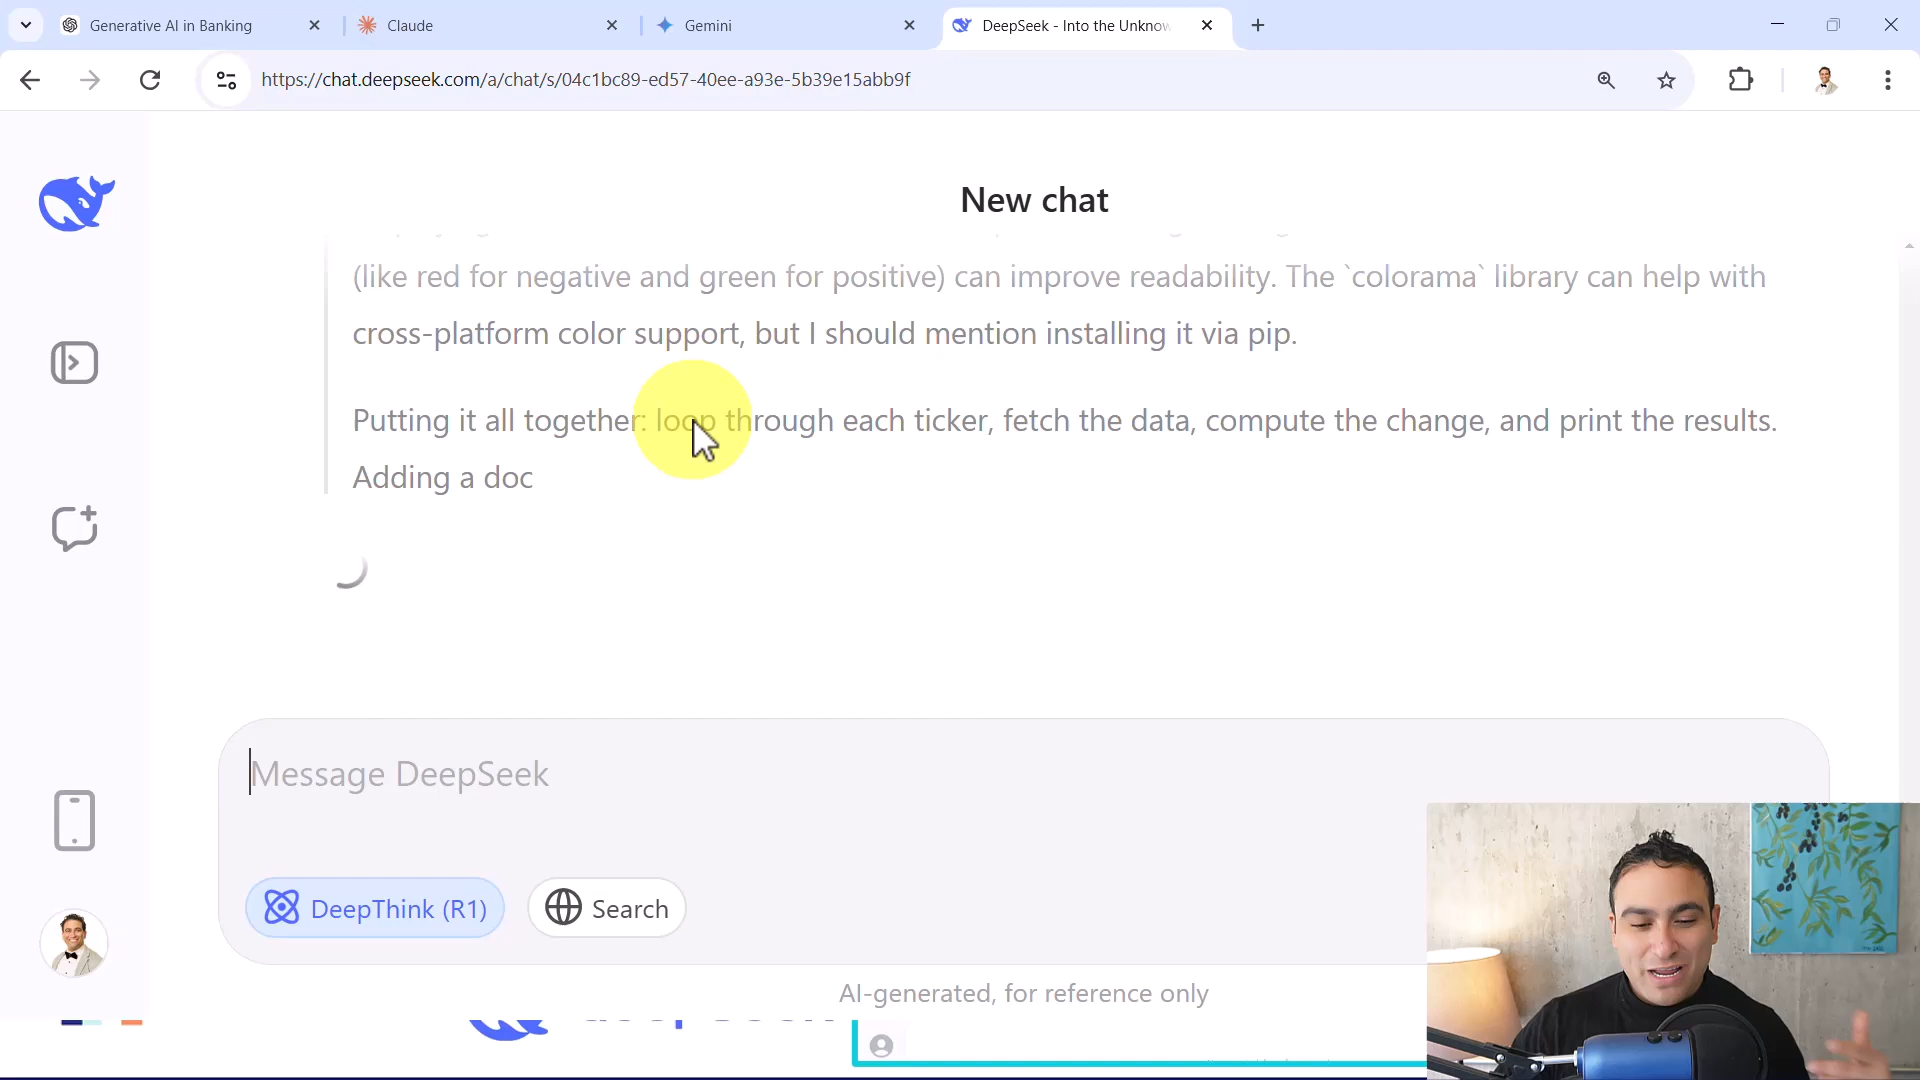 Generative AI in Banking
Claude
Gemini
DeepSeek - Into the Unknow
https://chat.deepseek.com/a/chat/s/04c1bc89-ed57-40ee-a93e-5b39e15abb9f
New chat
(like red for negative and green for positive) can improve readability. The `colorama` library can help with
cross-platform color support, but I should mention installing it via pip.
Putting it all together: loop through each ticker, fetch the data, compute the change, and print the results.
Adding a doc
Message DeepSeek
DeepThink (R1)
Search
AI-generated, for reference only